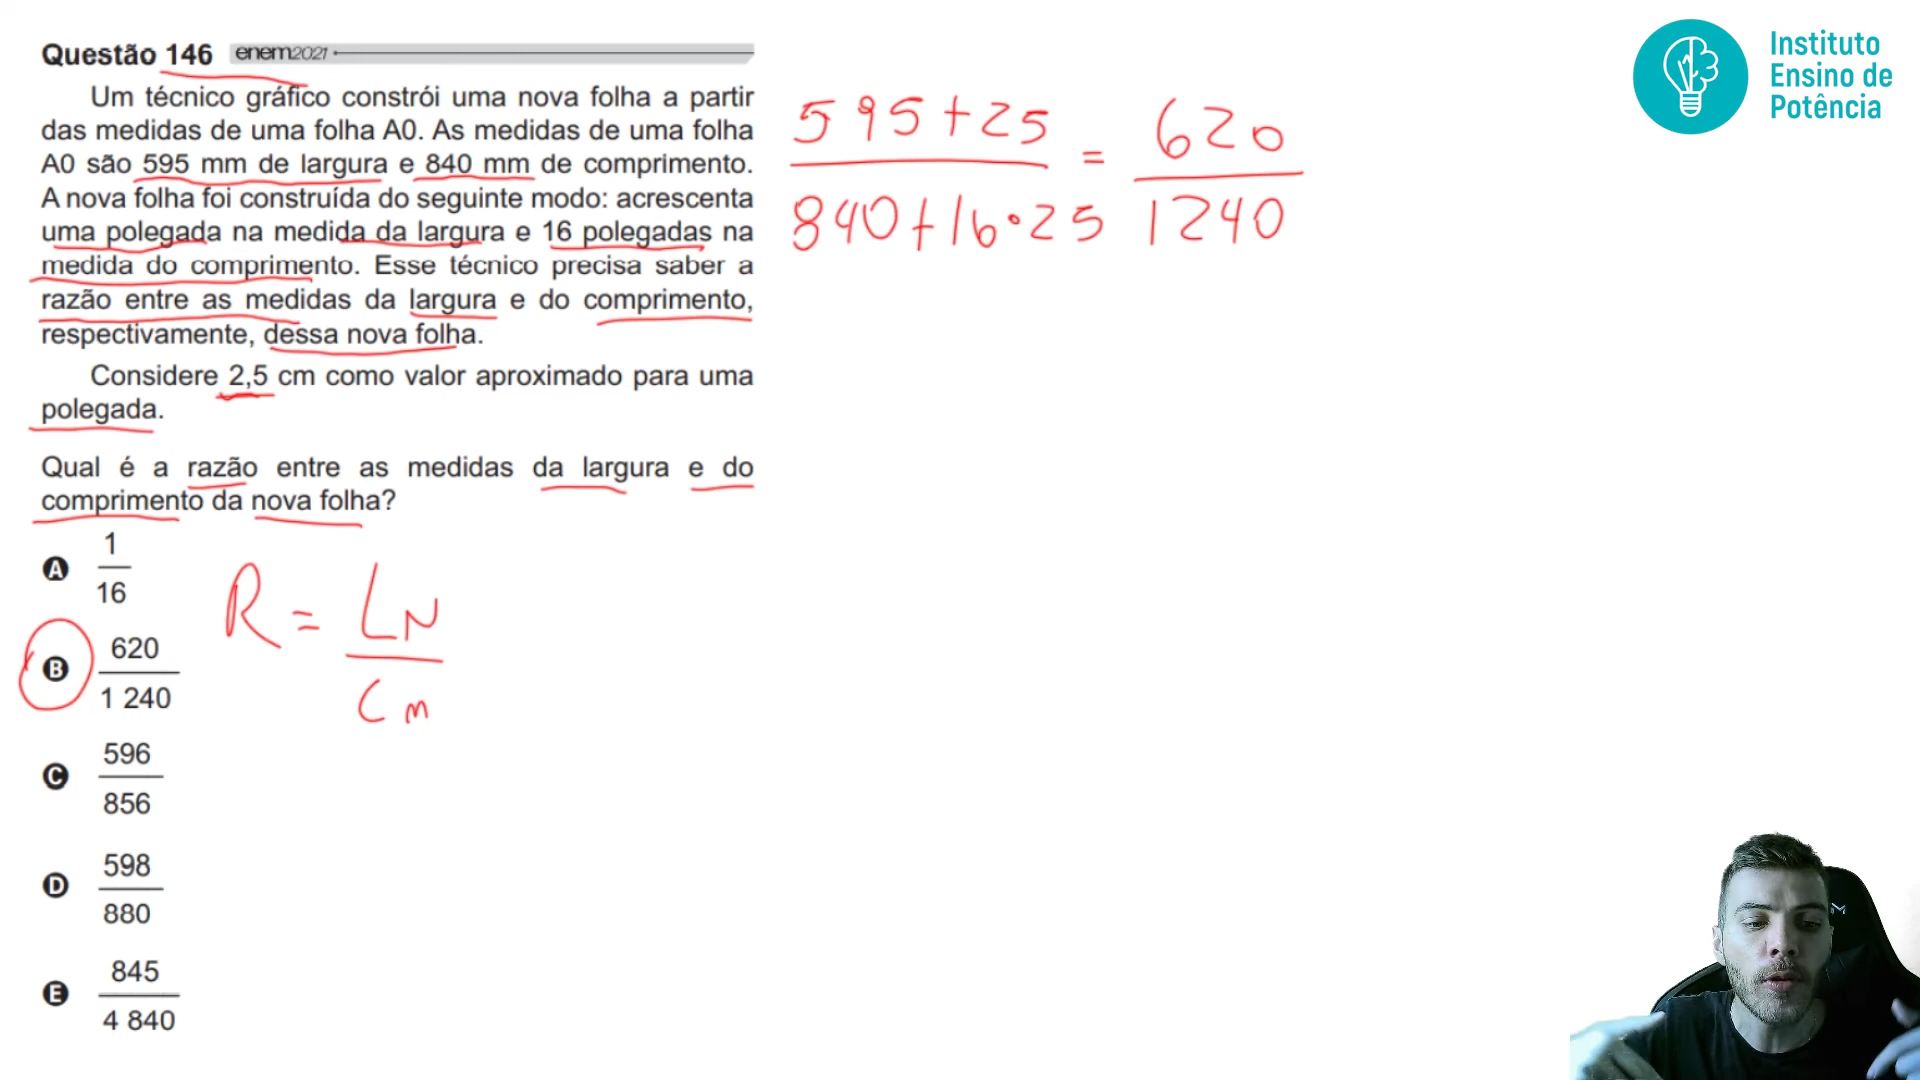 Questão 146 enem2021
Um técnico gráfico constrói uma nova folha a partir
das medidas de uma folha A0. As medidas de uma folha
A0 são 595 mm de largura e 840 mm de comprimento.
A nova folha foi construída do seguinte modo: acrescenta
uma polegada na medida da largura e 16 polegadas na
medida do comprimento. Esse técnico precisa saber a
razão entre as medidas da largura e do comprimento,
respectivamente, dessa nova folha.
Considere 2,5 cm como valor aproximado para uma
polegada.
Qual é a razão entre as medidas da largura e do
comprimento da nova folha?
A 1
16
B 620
1 240
C 596
856
D 598
880
E 845
4 840
R = LN
Cm
595+25 = 620
840+16·25 1240
Instituto
Ensino de
Potência